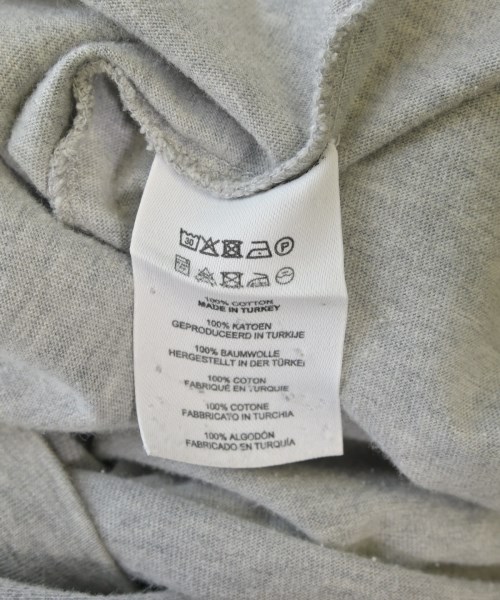 30 P
100% COTTON
MADE IN TURKEY
100% KATOEN
GEPRODUCEERD IN TURKIJE
100% BAUMWOLLE
HERGESTELLT IN DER TÜRKEI
100% COTON
FABRIQUÉ EN TURQUIE
100% COTONE
FABBRICATO IN TURCHIA
100% ALGODÓN
FABRICADO EN TURQUÍA